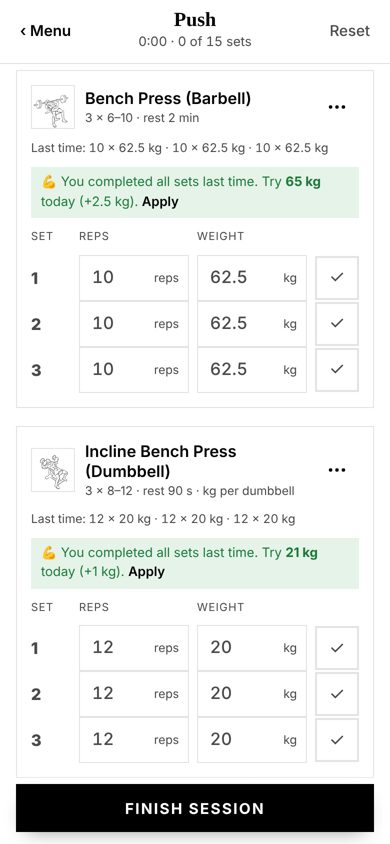 ‹ Menu
Push
0:00 · 0 of 15 sets
Reset
Bench Press (Barbell)
3 × 6–10 · rest 2 min
Last time: 10 × 62.5 kg · 10 × 62.5 kg · 10 × 62.5 kg
💪 You completed all sets last time. Try 65 kg
today (+2.5 kg). Apply
SET REPS WEIGHT
1 10 reps 62.5 kg
2 10 reps 62.5 kg
3 10 reps 62.5 kg
Incline Bench Press
(Dumbbell)
3 × 8–12 · rest 90 s · kg per dumbbell
Last time: 12 × 20 kg · 12 × 20 kg · 12 × 20 kg
💪 You completed all sets last time. Try 21 kg
today (+1 kg). Apply
SET REPS WEIGHT
1 12 reps 20 kg
2 12 reps 20 kg
3 12 reps 20 kg
FINISH SESSION